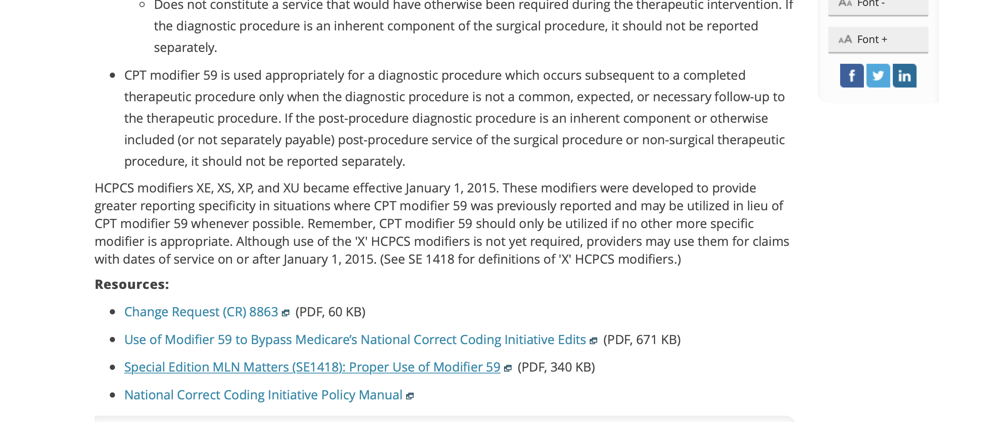 Does not constitute a service that would have otherwise been required during the therapeutic intervention. If
the diagnostic procedure is an inherent component of the surgical procedure, it should not be reported
separately.
CPT modifier 59 is used appropriately for a diagnostic procedure which occurs subsequent to a completed
therapeutic procedure only when the diagnostic procedure is not a common, expected, or necessary follow-up to
the therapeutic procedure. If the post-procedure diagnostic procedure is an inherent component or otherwise
included (or not separately payable) post-procedure service of the surgical procedure or non-surgical therapeutic
procedure, it should not be reported separately.
HCPCS modifiers XE, XS, XP, and XU became effective January 1, 2015. These modifiers were developed to provide
greater reporting specificity in situations where CPT modifier 59 was previously reported and may be utilized in lieu of
CPT modifier 59 whenever possible. Remember, CPT modifier 59 should only be utilized if no other more specific
modifier is appropriate. Although use of the 'X' HCPCS modifiers is not yet required, providers may use them for claims
with dates of service on or after January 1, 2015. (See SE 1418 for definitions of 'X' HCPCS modifiers.)
Resources:
Change Request (CR) 8863 (PDF, 60 KB)
Use of Modifier 59 to Bypass Medicare’s National Correct Coding Initiative Edits (PDF, 671 KB)
Special Edition MLN Matters (SE1418): Proper Use of Modifier 59 (PDF, 340 KB)
National Correct Coding Initiative Policy Manual
AA Font -
AA Font +
f in